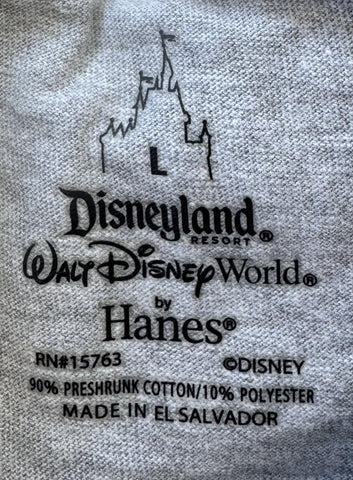 L
Disneyland
RESORT®
Walt Disney World®
by
Hanes®
RN#15763 ©DISNEY
90% PRESHRUNK COTTON/10% POLYESTER
MADE IN EL SALVADOR